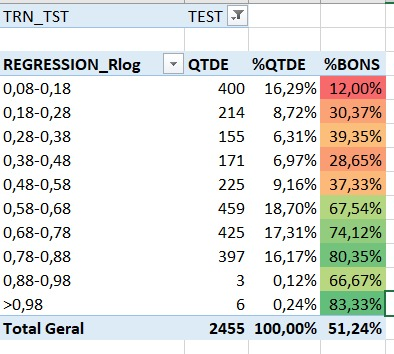 TRN_TST TEST
REGRESSION_Rlog QTDE %QTDE %BONS
0,08-0,18 400 16,29% 12,00%
0,18-0,28 214 8,72% 30,37%
0,28-0,38 155 6,31% 39,35%
0,38-0,48 171 6,97% 28,65%
0,48-0,58 225 9,16% 37,33%
0,58-0,68 459 18,70% 67,54%
0,68-0,78 425 17,31% 74,12%
0,78-0,88 397 16,17% 80,35%
0,88-0,98 3 0,12% 66,67%
>0,98 6 0,24% 83,33%
Total Geral 2455 100,00% 51,24%